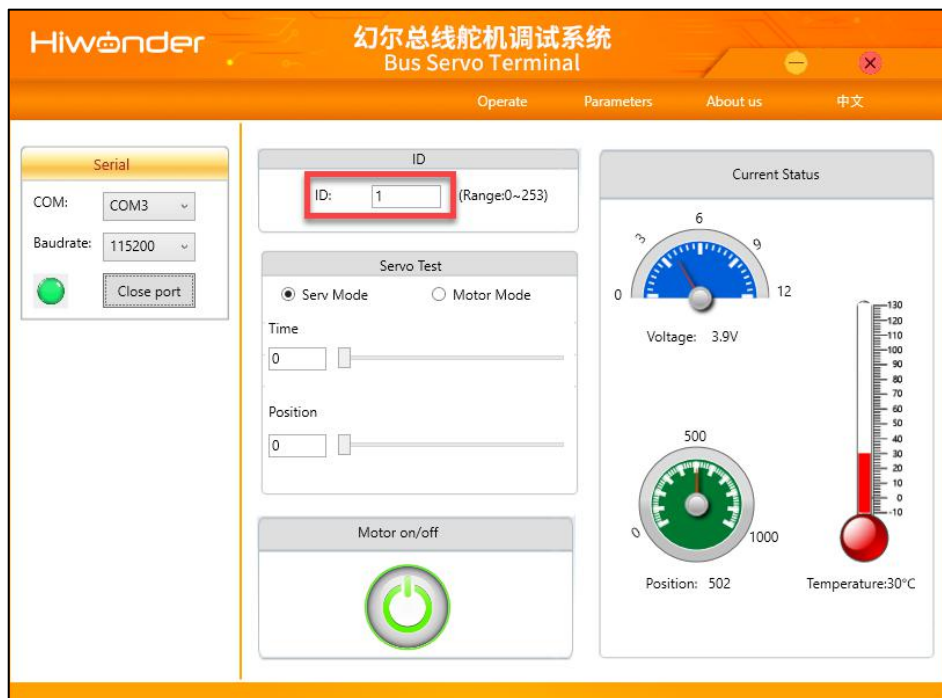 Hiwonder
幻尔总线舵机调试系统
Bus Servo Terminal
Operate Parameters About us 中文
Serial
COM: COM3
Baudrate: 115200
Close port
ID
ID: 1 (Range:0~253)
Servo Test
Serv Mode Motor Mode
Time
0
Position
0
Motor on/off
Current Status
0 3 6 9 12
Voltage: 3.9V
0 500 1000
Position: 502
130
120
110
100
90
80
70
60
50
40
30
20
10
0
-10
Temperature:30°C